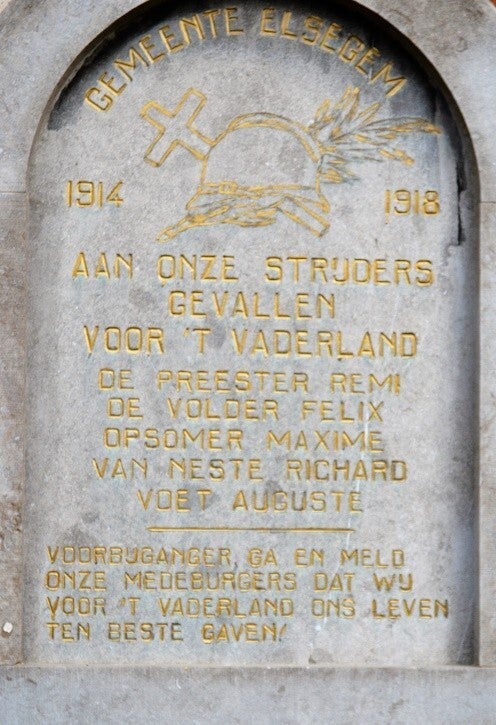 GEMEENTE ELSEGEM
1914 1918
AAN ONZE STRIJDERS
GEVALLEN
VOOR 'T VADERLAND
DE PREESTER REMI
DE VOLDER FELIX
OPSOMER MAXIME
VAN NESTE RICHARD
VOET AUGUSTE
VOORBIJGANGER, GA EN MELD
ONZE MEDEBURGERS DAT WIJ
VOOR 'T VADERLAND ONS LEVEN
TEN BESTE GAVEN!